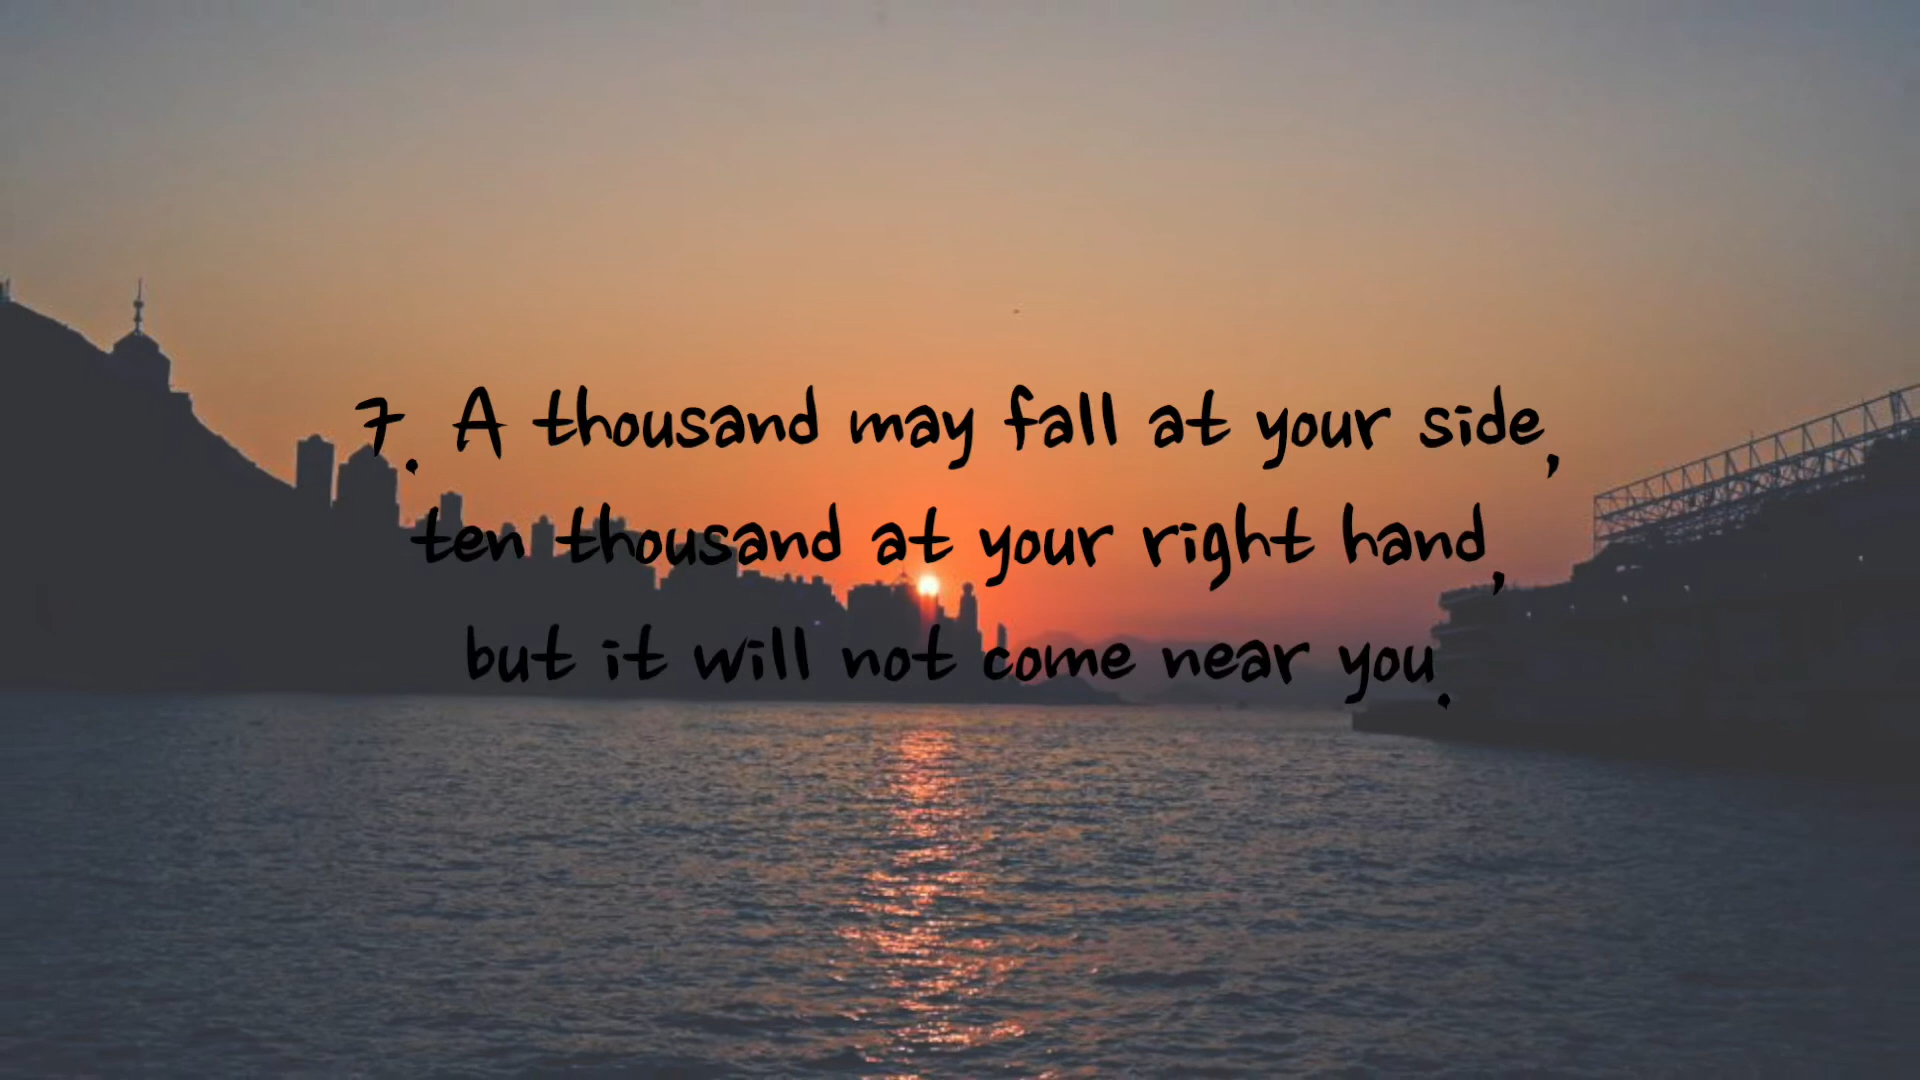 7. A thousand may fall at your side,
ten thousand at your right hand,
but it will not come near you.